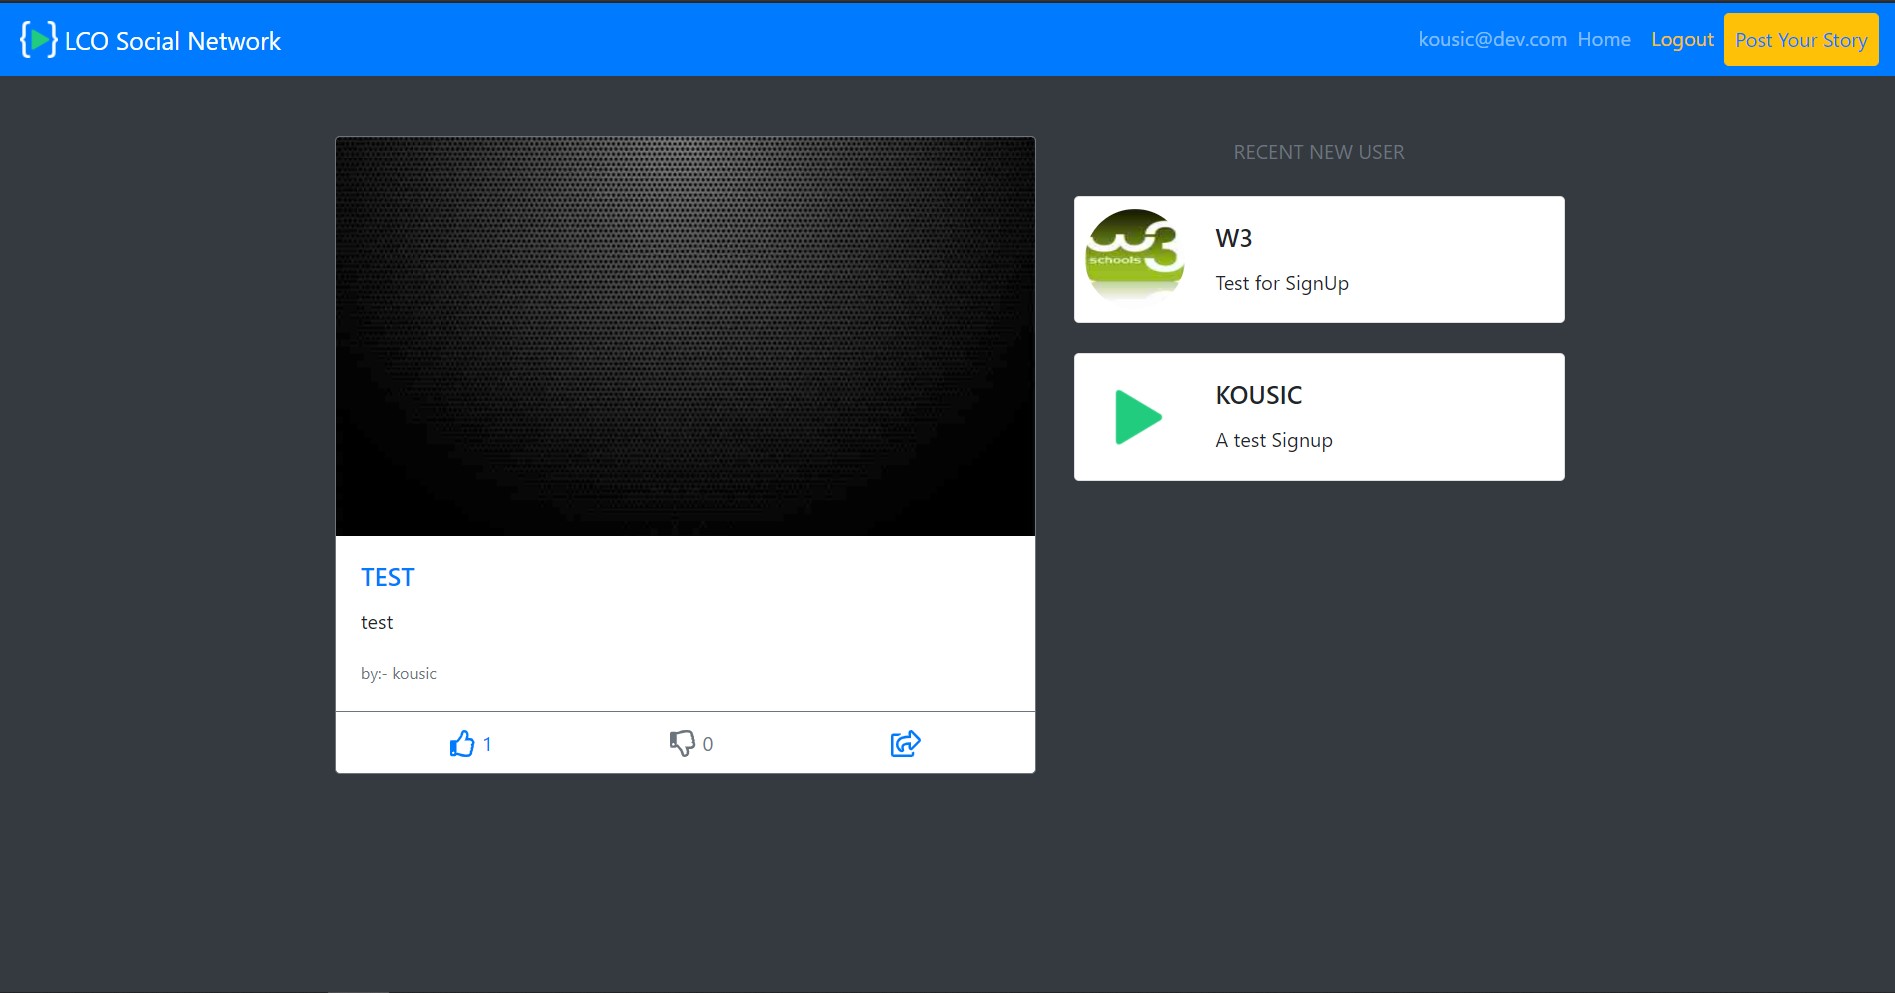 LCO Social Network
kousic@dev.com Home Logout Post Your Story
TEST
test
by:- kousic
1 0
RECENT NEW USER
W3
schools
W3
Test for SignUp
KOUSIC
A test Signup